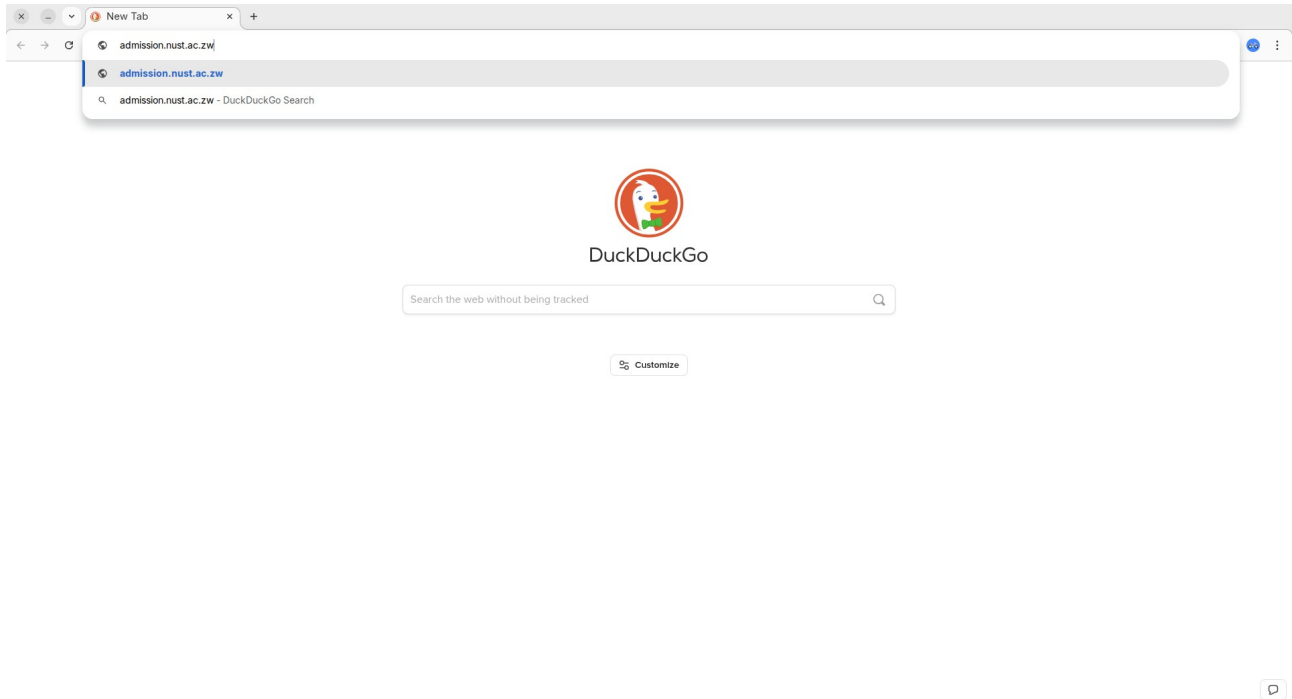 New Tab
admission.nust.ac.zw
admission.nust.ac.zw
admission.nust.ac.zw - DuckDuckGo Search
DuckDuckGo
Search the web without being tracked
Customize